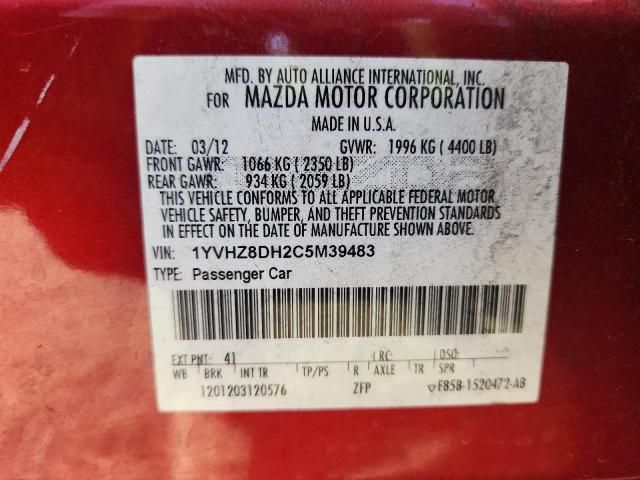 MFD. BY AUTO ALLIANCE INTERNATIONAL, INC.
FOR MAZDA MOTOR CORPORATION
MADE IN U.S.A.
DATE: 03/12 GVWR: 1996 KG ( 4400 LB)
FRONT GAWR: 1066 KG ( 2350 LB)
REAR GAWR: 934 KG ( 2059 LB)
THIS VEHICLE CONFORMS TO ALL APPLICABLE FEDERAL MOTOR
VEHICLE SAFETY, BUMPER, AND THEFT PREVENTION STANDARDS
IN EFFECT ON THE DATE OF MANUFACTURE SHOWN ABOVE.
VIN: 1YVHZ8DH2C5M39483
TYPE: Passenger Car
EXT PNT: 41 RC: DSO:
WB BRK INT TR TP/PS R AXLE TR SPR
1201203120576 ZFP F85B-1520472-AB